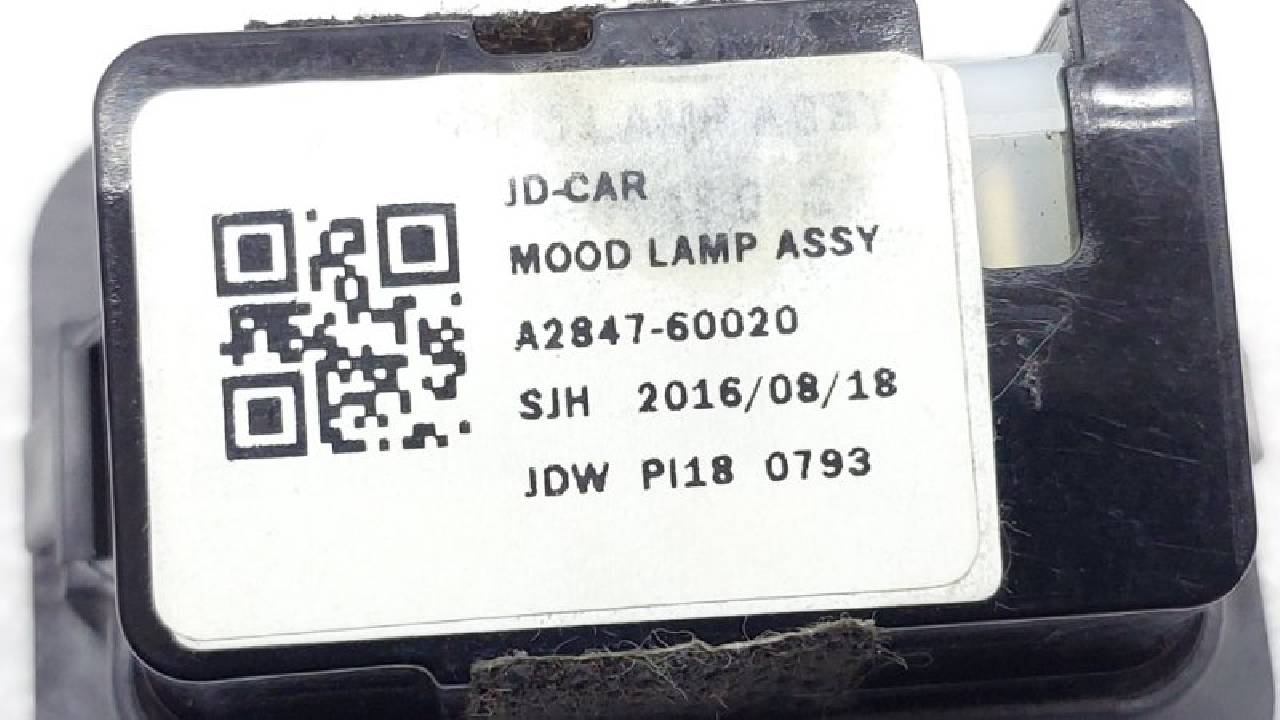 JD-CAR
MOOD LAMP ASSY
A2847-60020
SJH 2016/08/18
JDW PI18 0793